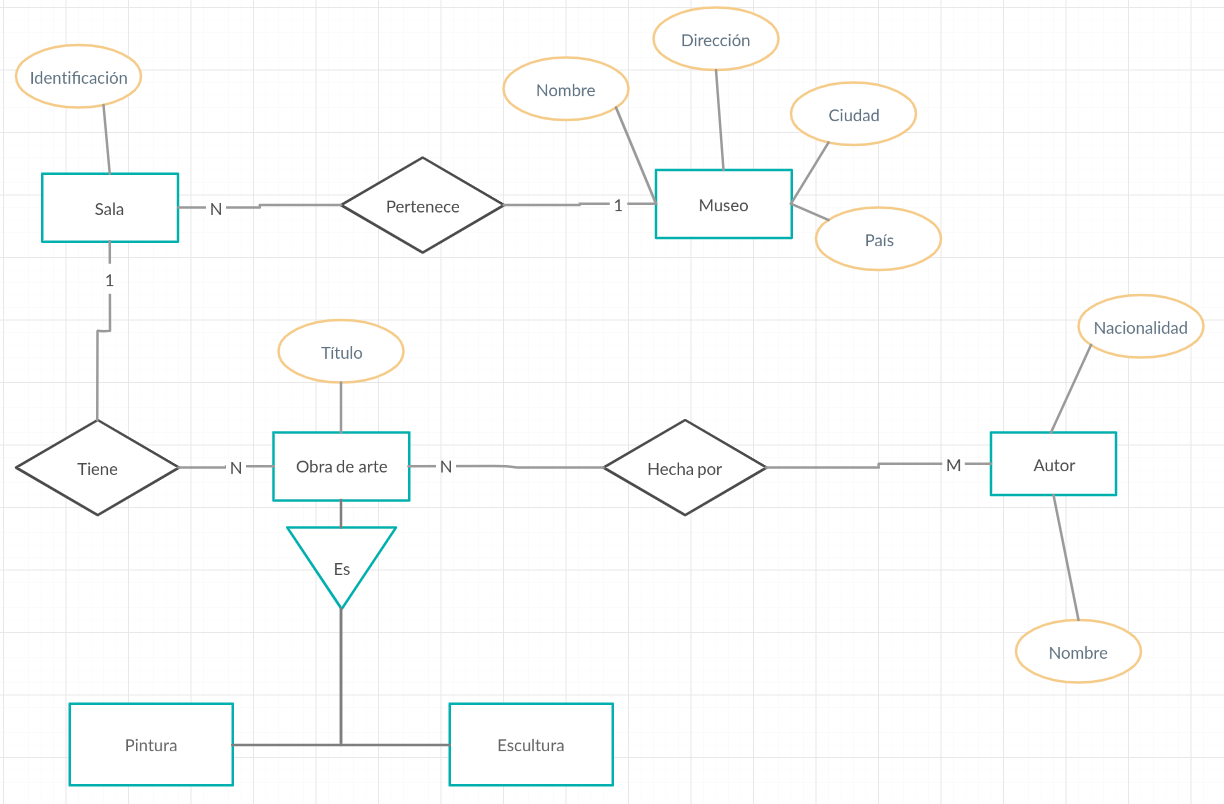 Dirección
Identificación
Nombre
Ciudad
Sala
N
Pertenece
1
Museo
País
1
Nacionalidad
Título
Tiene
N
Obra de arte
N
Hecha por
M
Autor
Es
Nombre
Pintura
Escultura